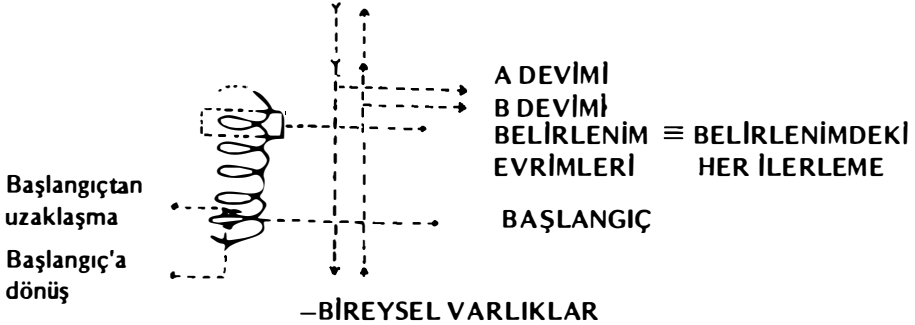 A DEVİMİ
B DEVİMİ
BELİRLENİM ≡ BELİRLENİMDEKİ
EVRİMLERİ HER İLERLEME
Başlangıçtan
uzaklaşma
BAŞLANGIÇ
Başlangıç'a
dönüş
–BİREYSEL VARLIKLAR